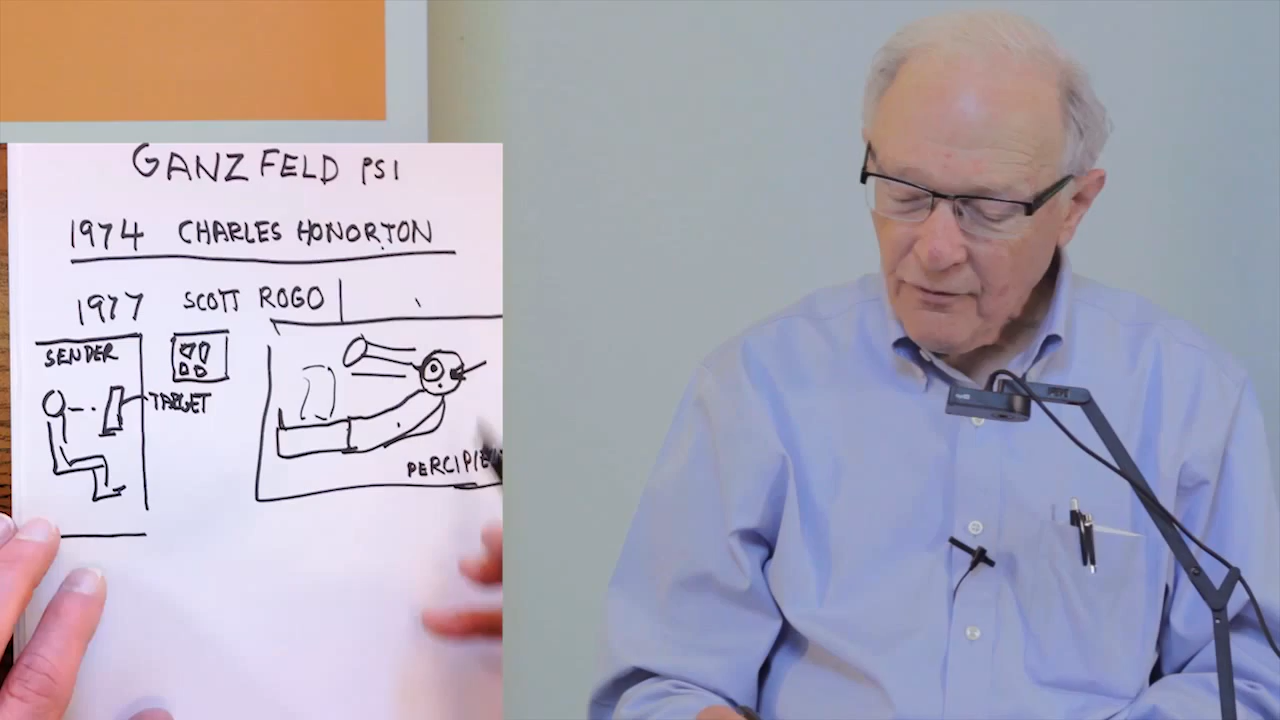 GANZFELD PSI
1974 CHARLES HONORTON
1977 SCOTT ROGO
SENDER
TARGET